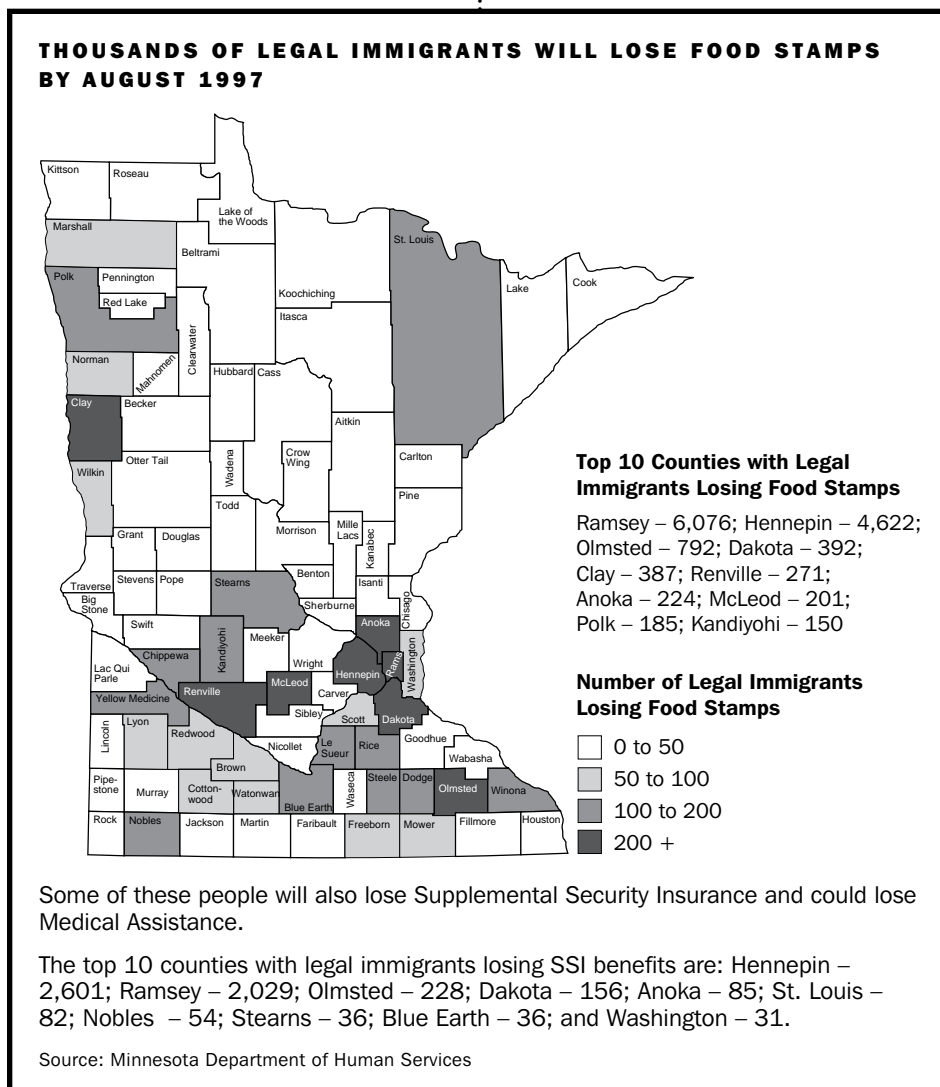 THOUSANDS OF LEGAL IMMIGRANTS WILL LOSE FOOD STAMPS
BY AUGUST 1997
Kittson
Roseau
Lake of
the Woods
Marshall
St. Louis
Beltrami
Polk
Pennington
Koochiching
Lake
Cook
Red Lake
Itasca
Clearwater
Norman
Mahnomen
Hubbard
Cass
Clay
Becker
Aitkin
Otter Tail
Wadena
Crow
Wing
Carlton
Wilkin
Pine
Todd
Mille
Lacs
Morrison
Kanabec
Grant
Douglas
Traverse
Stevens
Pope
Stearns
Benton
Isanti
Big
Stone
Sherburne
Chisago
Swift
Anoka
Meeker
Kandiyohi
Chippewa
Lac Qui
Parle
Wright
Hennepin
Rams
Washington
Renville
McLeod
Carver
Yellow Medicine
Sibley
Scott
Dakota
Lincoln
Lyon
Redwood
Nicollet
Le
Sueur
Rice
Goodhue
Wabasha
Brown
Pipe-
stone
Murray
Cotton-
wood
Watonwan
Blue Earth
Waseca
Steele
Dodge
Olmsted
Winona
Rock
Nobles
Jackson
Martin
Faribault
Freeborn
Mower
Fillmore
Houston
Top 10 Counties with Legal
Immigrants Losing Food Stamps
Ramsey – 6,076; Hennepin – 4,622;
Olmsted – 792; Dakota – 392;
Clay – 387; Renville – 271;
Anoka – 224; McLeod – 201;
Polk – 185; Kandiyohi – 150
Number of Legal Immigrants
Losing Food Stamps
0 to 50
50 to 100
100 to 200
200 +
Some of these people will also lose Supplemental Security Insurance and could lose
Medical Assistance.
The top 10 counties with legal immigrants losing SSI benefits are: Hennepin –
2,601; Ramsey – 2,029; Olmsted – 228; Dakota – 156; Anoka – 85; St. Louis –
82; Nobles – 54; Stearns – 36; Blue Earth – 36; and Washington – 31.
Source: Minnesota Department of Human Services